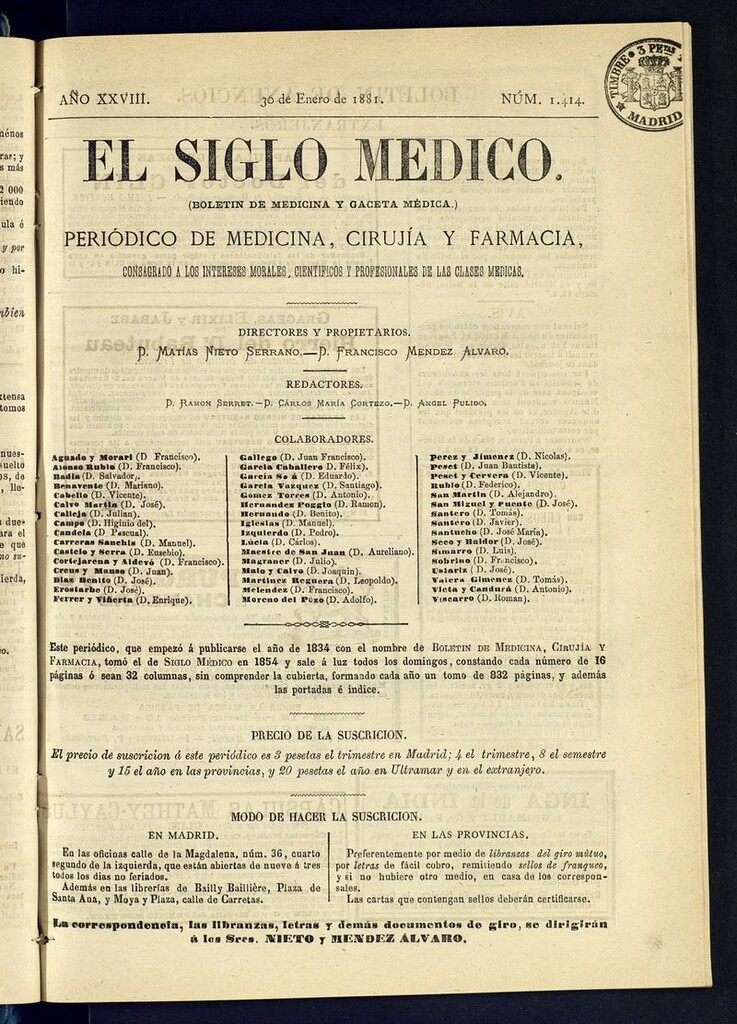 AÑO XXVIII. 30 de Enero de 1881. NÚM. 1.414.
TIMBRE 3 PETAS
MADRID
EL SIGLO MEDICO.
(BOLETIN DE MEDICINA Y GACETA MÉDICA.)
PERIÓDICO DE MEDICINA, CIRUJÍA Y FARMACIA,
CONSAGRADO A LOS INTERESES MORALES, CIENTIFICOS Y PROFESIONALES DE LAS CLASES MEDICAS.
DIRECTORES Y PROPIETARIOS.
D. MATÍAS NIETO SERRANO.—D. FRANCISCO MENDEZ ALVARO.
REDACTORES.
D. RAMON SERRET.—D. CÁRLOS MARÍA CORTEZO.—D. ANGEL PULIDO.
COLABORADORES.
Aguado y Morari (D Francisco).
Alonso Rubio (D. Francisco).
Badia (D. Salvador).
Benavente (D. Mariano).
Cabello (D. Vicente).
Calvo Martin (D. José).
Calleja (D. Julian).
Campo (D. Higinio del).
Candela (D Pascual).
Carreras Sanchis (D. Manuel).
Castelo y Serra (D. Eusebio).
Cortejarena y Aldevó (D. Francisco).
Creus y Manso (D. Juan).
Diaz Benito (D. José).
Erostarbe (D. José).
Ferrer y Viñerta (D. Enrique).
Gallego (D. Juan Francisco).
Garcia Caballero D. Félix).
Garcia (D. Eduardo).
Garcia Vazquez (D. Santiago).
Gomez Torres (D. Antonio).
Hernandez Poggio (D. Ramon).
Hernando (D. Benito).
Iglesias (D. Manuel).
Izquierdo (D. Pedro).
Lúcia (D. Cárlos).
Maestre de San Juan (D. Aureliano).
Magraner (D. Julio).
Malo y Calvo (D. Joaquin).
Martinez Reguera (D. Leopoldo).
Melendez (D. Francisco).
Moreno del Pozo (D. Adolfo).
Perez y Jimenez (D. Nicolas).
Peset (D. Juan Bautista).
Peset y Cervera (D. Vicente).
Rubio (D. Federico).
San Martin (D. Alejandro).
San Miguel y Puente (D. José).
Santero (D. Tomás).
Santero (D. Javier).
Santucho (D. José María).
Seco y Baldor (D. José).
Simarro (D. Luis).
Sobrino (D. Francisco).
Ustariz (D. José).
Valera Gimenez (D. Tomás).
Vieta y Candurá (D. Antonio).
Viscarro (D. Roman).
Este periódico, que empezó á publicarse el año de 1834 con el nombre de BOLETIN DE MEDICINA, CIRUJÍA Y
FARMACIA, tomó el de SIGLO MÉDICO en 1854 y sale á luz todos los domingos, constando cada número de 16
páginas ó sean 32 columnas, sin comprender la cubierta, formando cada año un tomo de 832 páginas, y además
las portadas é índice.
PRECIO DE LA SUSCRICION.
El precio de suscricion á este periódico es 3 pesetas el trimestre en Madrid; 4 el trimestre, 8 el semestre
y 15 el año en las provincias, y 20 pesetas el año en Ultramar y en el extranjero.
MODO DE HACER LA SUSCRICION.
EN MADRID.
En las oficinas calle de la Magdalena, núm. 36, cuarto
segundo de la izquierda, que están abiertas de nueve á tres
todos los dias no feriados.
Además en las librerías de Bailly Baillière, Plaza de
Santa Ana, y Moya y Plaza, calle de Carretas.
EN LAS PROVINCIAS.
Preferentemente por medio de libranzas del giro mútuo,
por letras de fácil cobro, remitiendo sellos de franqueo,
y si no hubiere otro medio, en casa de los correspon-
sales.
Las cartas que contengan sellos deberán certificarse.
La correspondencia, las libranzas, letras y demás documentos de giro, se dirigirán
á los Sres. NIETO y MENDEZ ÁLVARO.